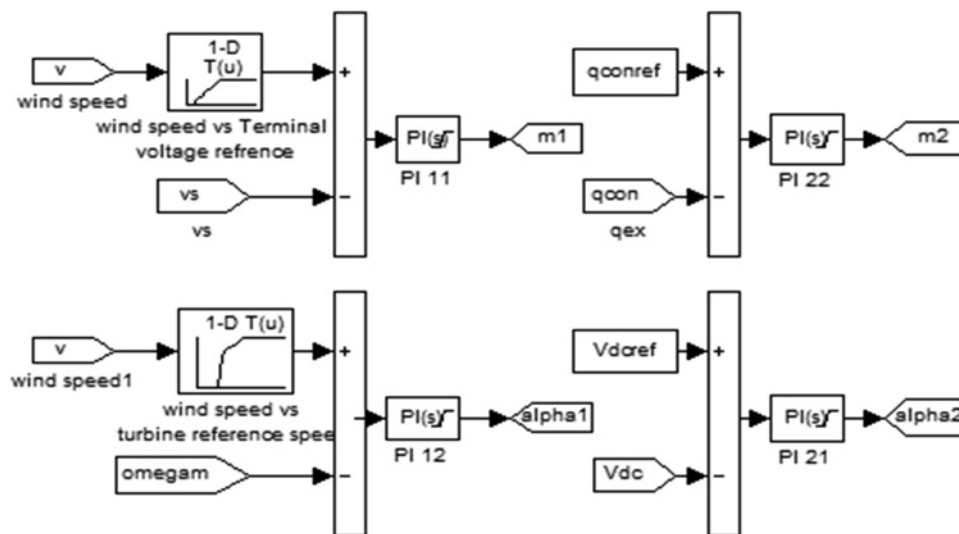 v
wind speed
1-D
T(u)
wind speed vs Terminal
voltage refrence
vs
vs
+
−
PI(s)
PI 11
m1
qconref
qcon
qex
+
−
PI(s)
PI 22
m2
v
wind speed1
1-D T(u)
wind speed vs
turbine reference spee
omegam
+
−
PI(s)
PI 12
alpha1
Vdcref
Vdc
+
−
PI(s)
PI 21
alpha2